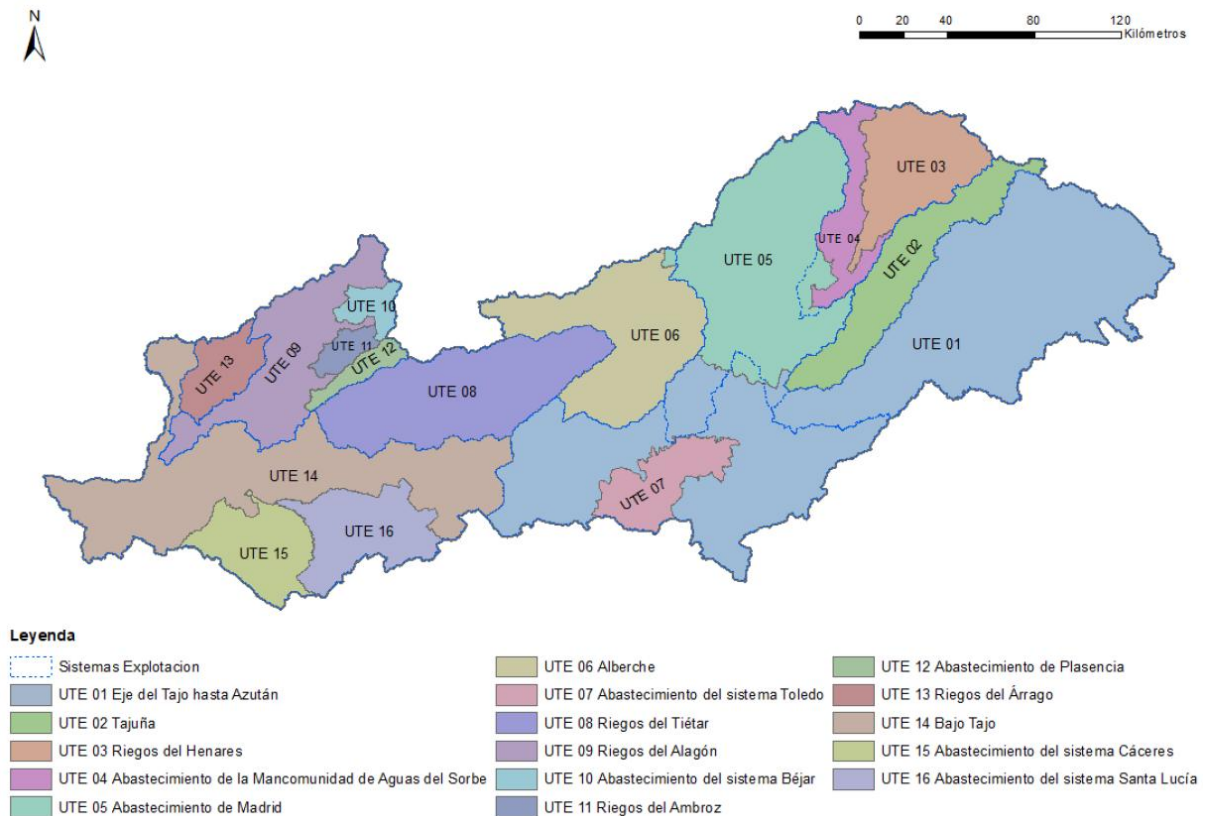 N
0 20 40 80 120
Kilómetros
UTE 03
UTE 04
UTE 02
UTE 05
UTE 10
UTE 06
UTE 01
UTE 11
UTE 12
UTE 09
UTE 13
UTE 08
UTE 14
UTE 07
UTE 16
UTE 15
Leyenda
Sistemas Explotacion
UTE 01 Eje del Tajo hasta Azután
UTE 02 Tajuña
UTE 03 Riegos del Henares
UTE 04 Abastecimiento de la Mancomunidad de Aguas del Sorbe
UTE 05 Abastecimiento de Madrid
UTE 06 Alberche
UTE 07 Abastecimiento del sistema Toledo
UTE 08 Riegos del Tiétar
UTE 09 Riegos del Alagón
UTE 10 Abastecimiento del sistema Béjar
UTE 11 Riegos del Ambroz
UTE 12 Abastecimiento de Plasencia
UTE 13 Riegos del Árrago
UTE 14 Bajo Tajo
UTE 15 Abastecimiento del sistema Cáceres
UTE 16 Abastecimiento del sistema Santa Lucía